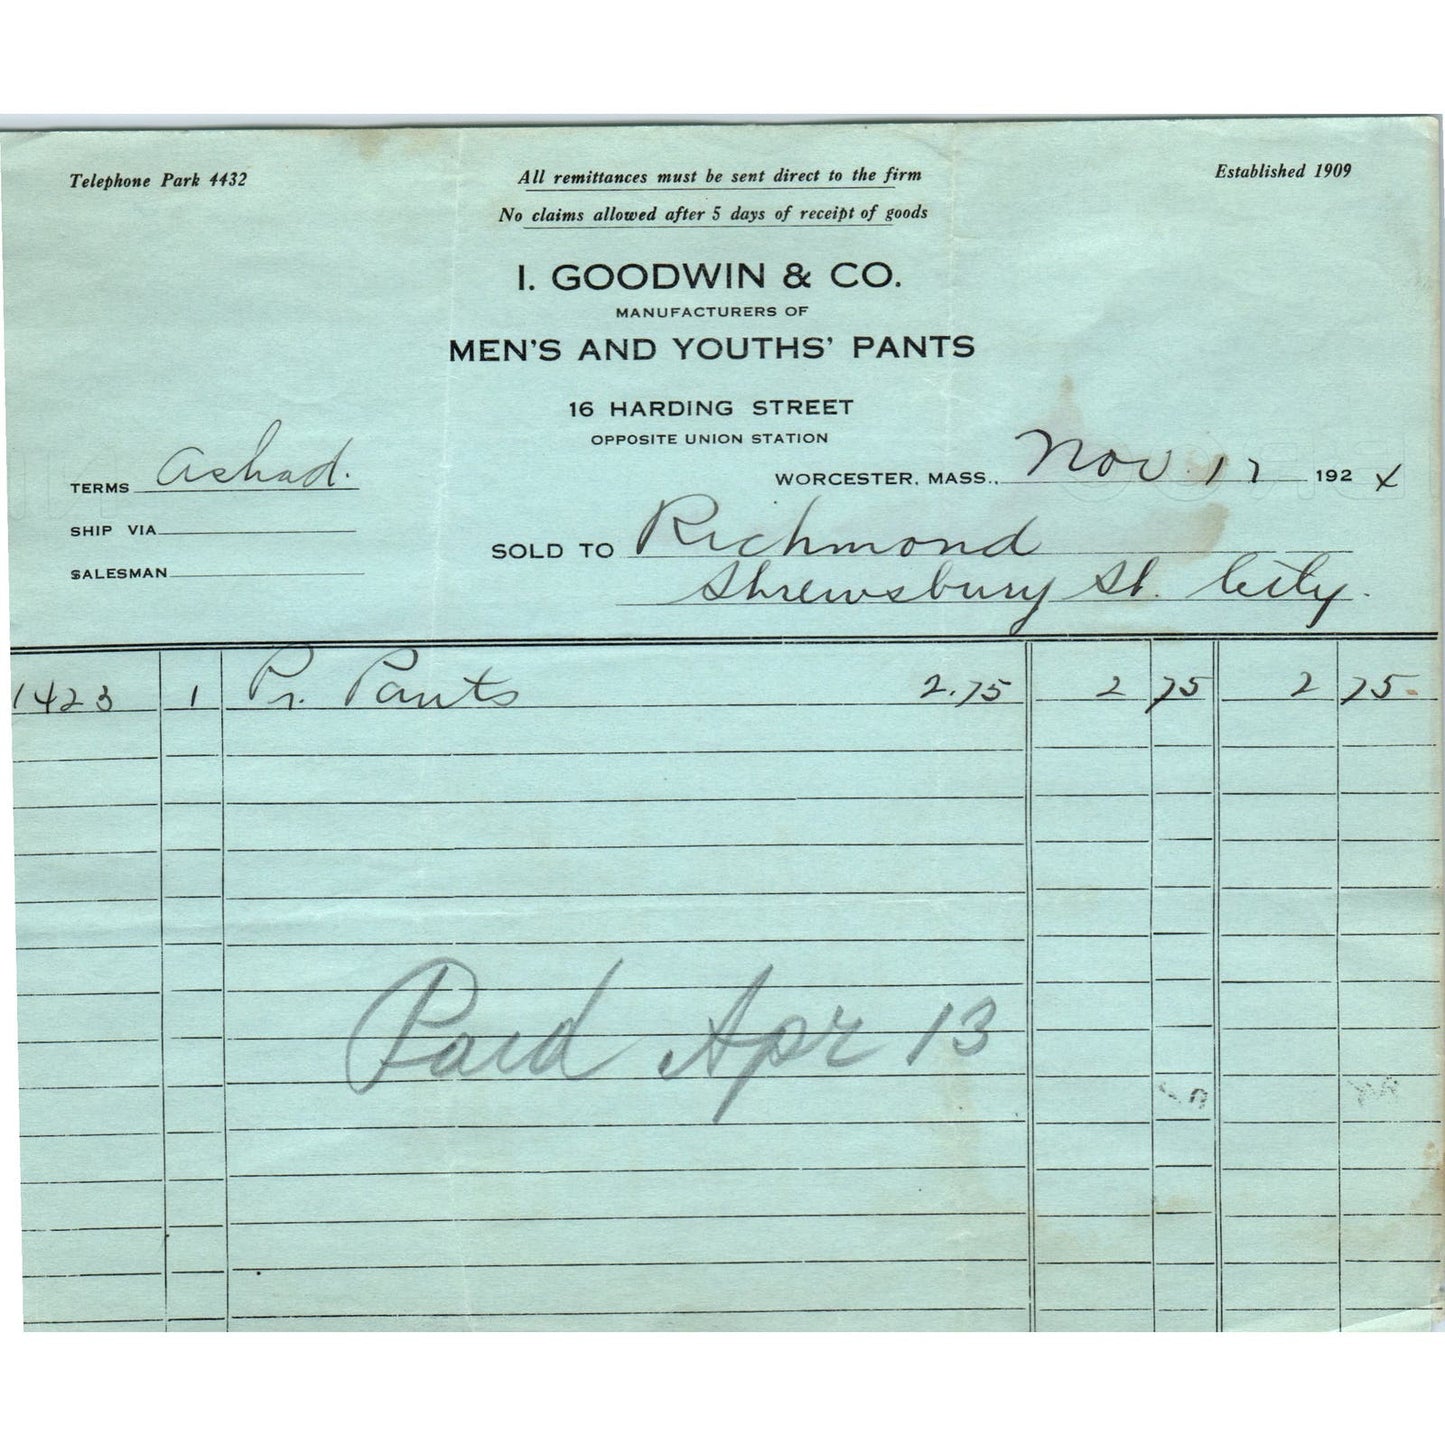 Telephone Park 4432
All remittances must be sent direct to the firm
Established 1909
No claims allowed after 5 days of receipt of goods
I. GOODWIN & CO.
MANUFACTURERS OF
MEN'S AND YOUTHS' PANTS
16 HARDING STREET
OPPOSITE UNION STATION
TERMS
WORCESTER, MASS., Nov. 17 192 4
SHIP VIA
SOLD TO Richmond
SALESMAN
Shrewsbury St. City.
1423 1 Pr. Pants 2.75 2 75 2 75
Paid Apr 13